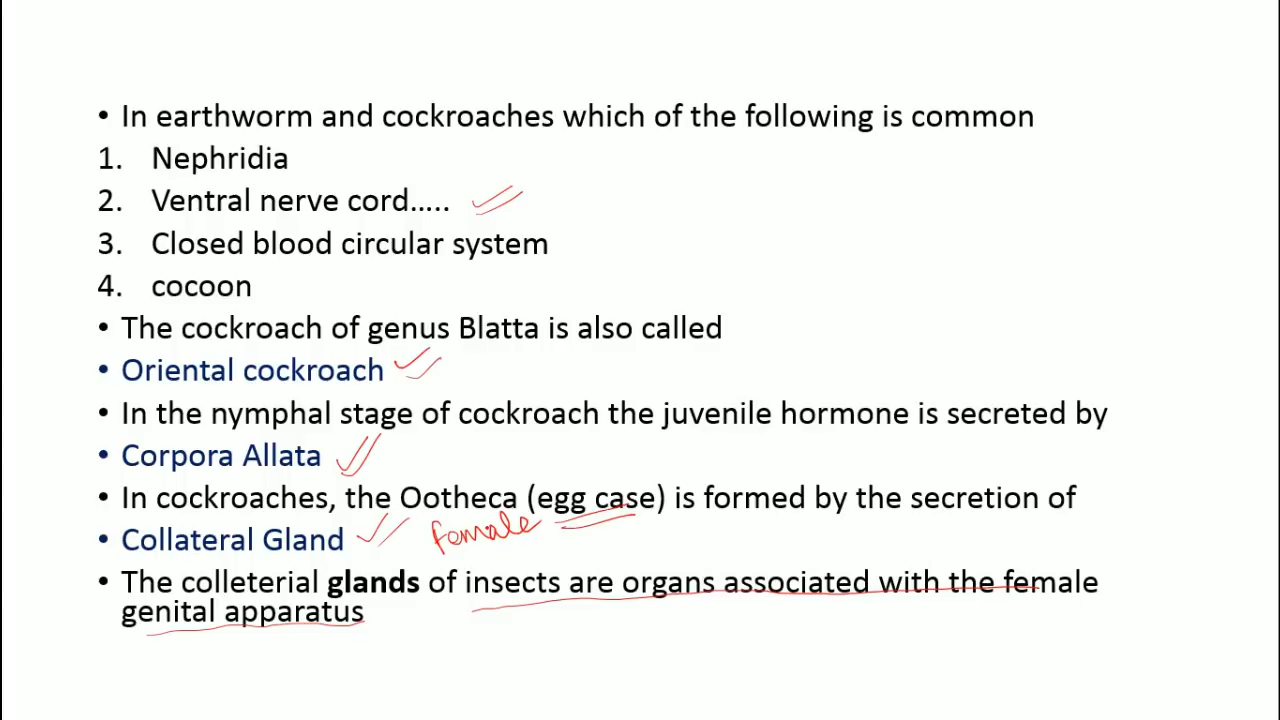 • In earthworm and cockroaches which of the following is common
1. Nephridia
2. Ventral nerve cord.....
3. Closed blood circular system
4. cocoon
• The cockroach of genus Blatta is also called
• Oriental cockroach
• In the nymphal stage of cockroach the juvenile hormone is secreted by
• Corpora Allata
• In cockroaches, the Ootheca (egg case) is formed by the secretion of
• Collateral Gland female
• The colleterial glands of insects are organs associated with the female
genital apparatus